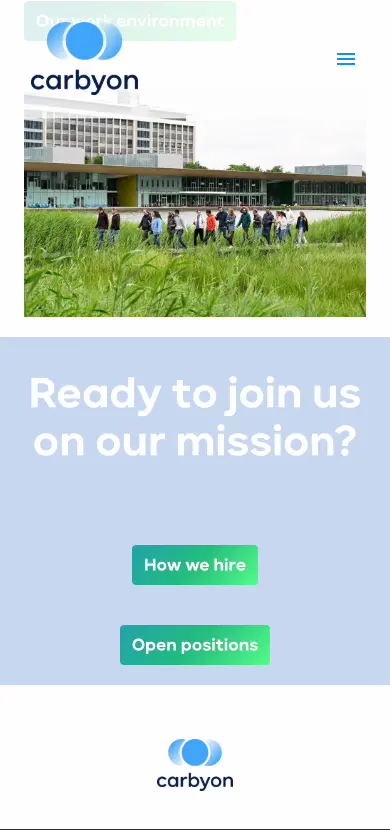 Our work environment
carbyon
Ready to join us
on our mission?
How we hire
Open positions
carbyon